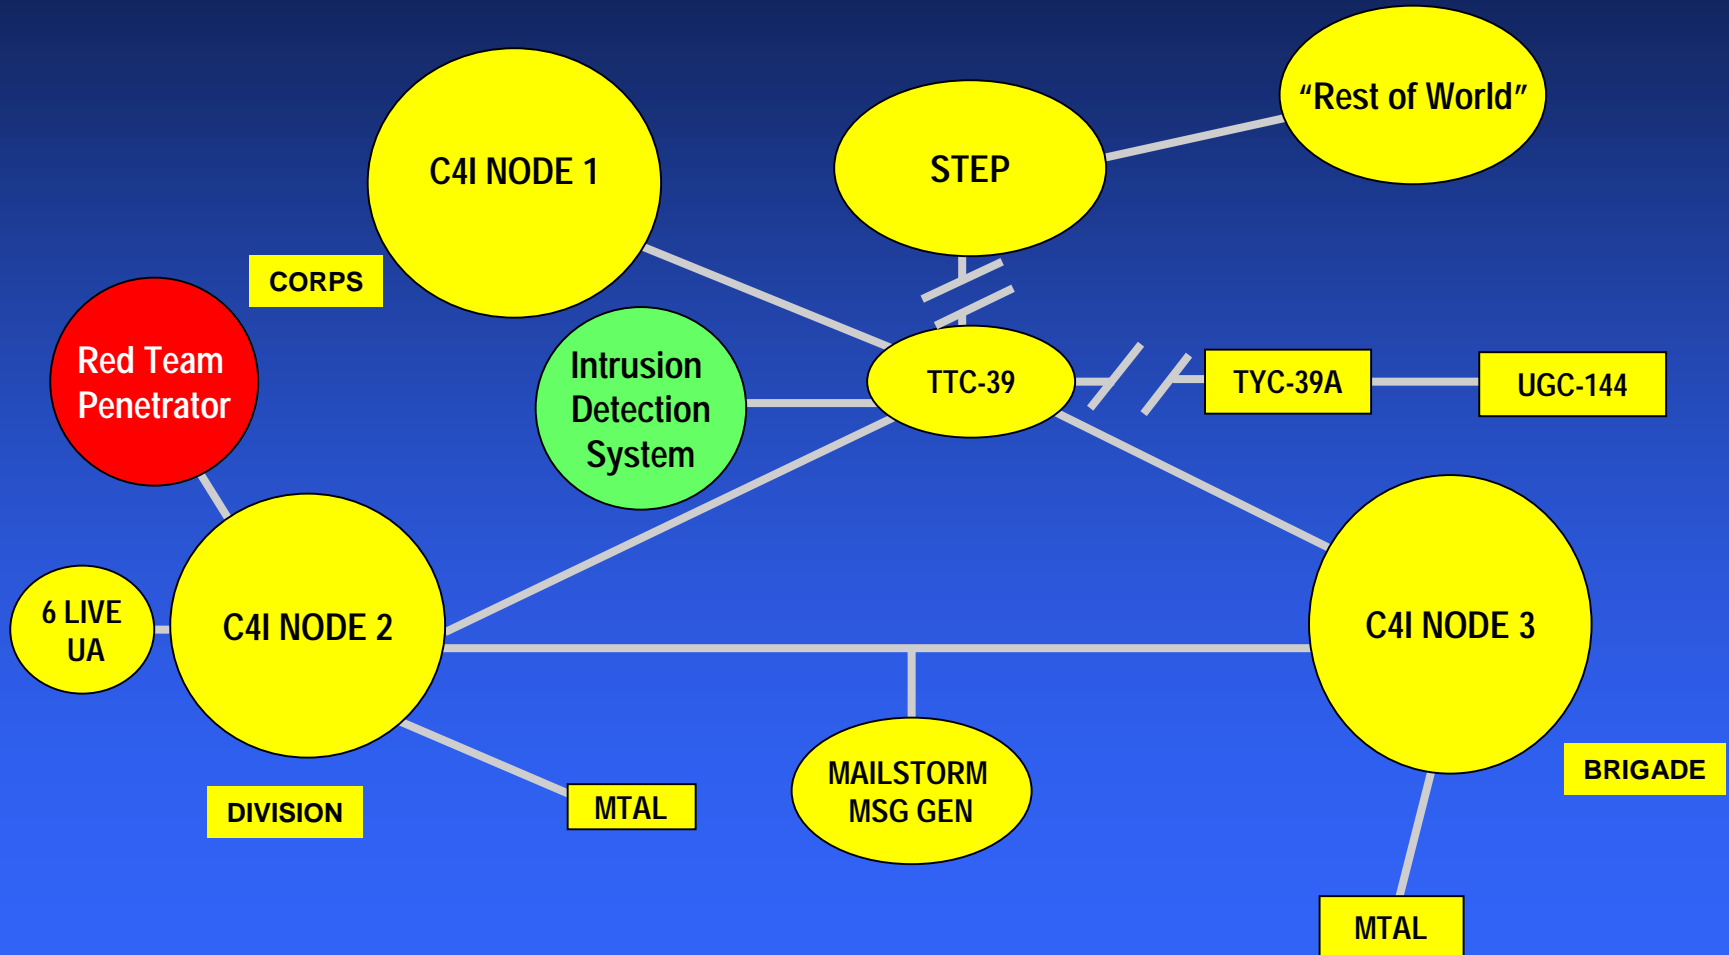 “Rest of World”
C4I NODE 1
STEP
CORPS
Red Team
Penetrator
Intrusion
Detection
System
TTC-39
TYC-39A
UGC-144
6 LIVE
UA
C4I NODE 2
C4I NODE 3
MAILSTORM
MSG GEN
BRIGADE
DIVISION
MTAL
MTAL